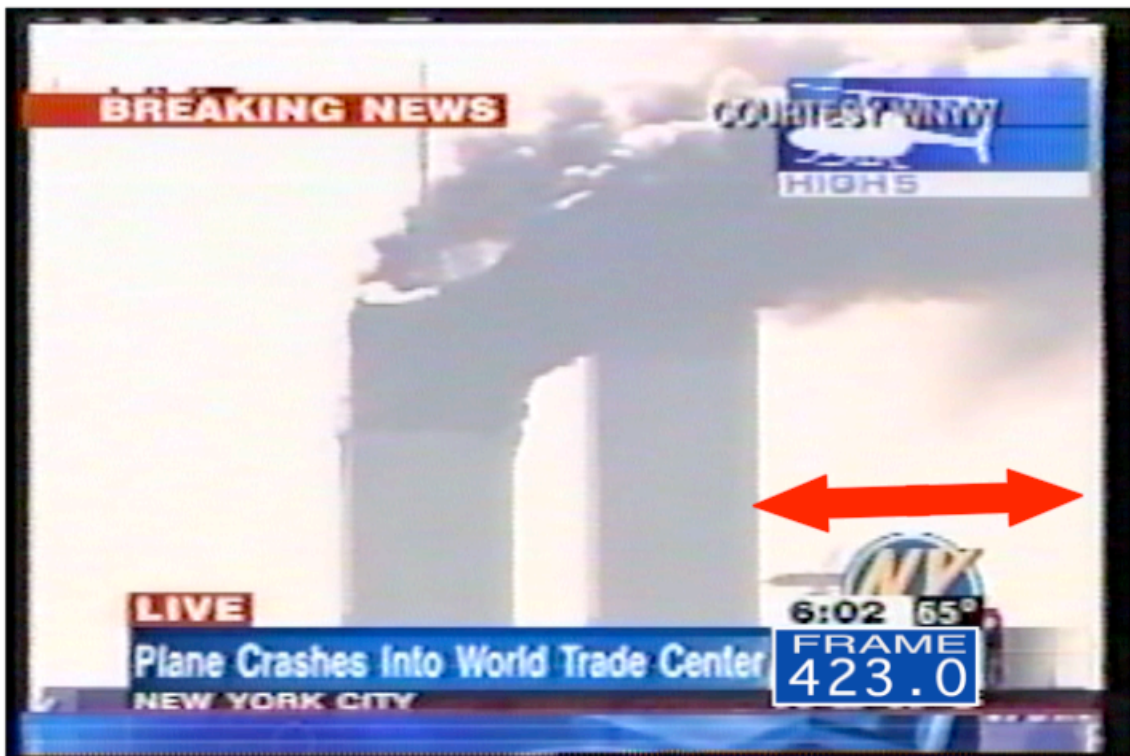 BREAKING NEWS
COURTESY WNYW
HIGH5
NY
LIVE
6:02 65°
Plane Crashes Into World Trade Center
FRAME
423.0
NEW YORK CITY